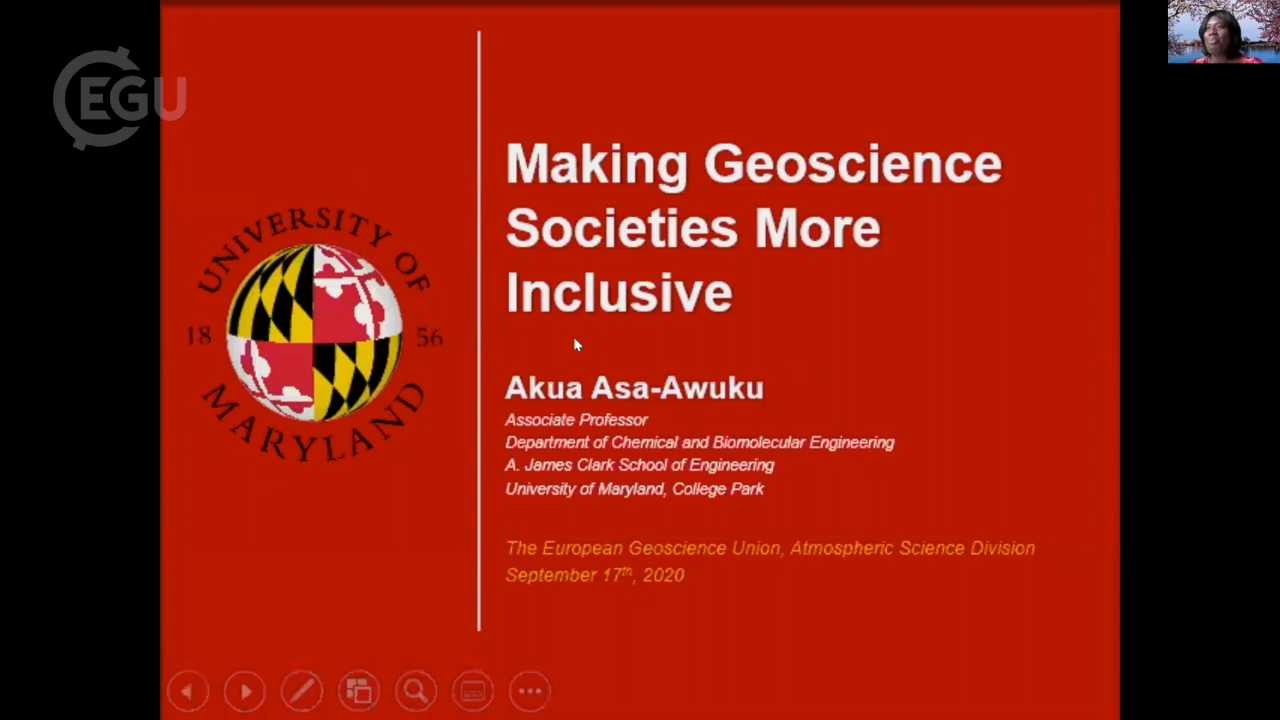 EGU
UNIVERSITY OF
18 56
MARYLAND
Making Geoscience
Societies More
Inclusive
Akua Asa-Awuku
Associate Professor
Department of Chemical and Biomolecular Engineering
A. James Clark School of Engineering
University of Maryland, College Park
The European Geoscience Union, Atmospheric Science Division
September 17th, 2020